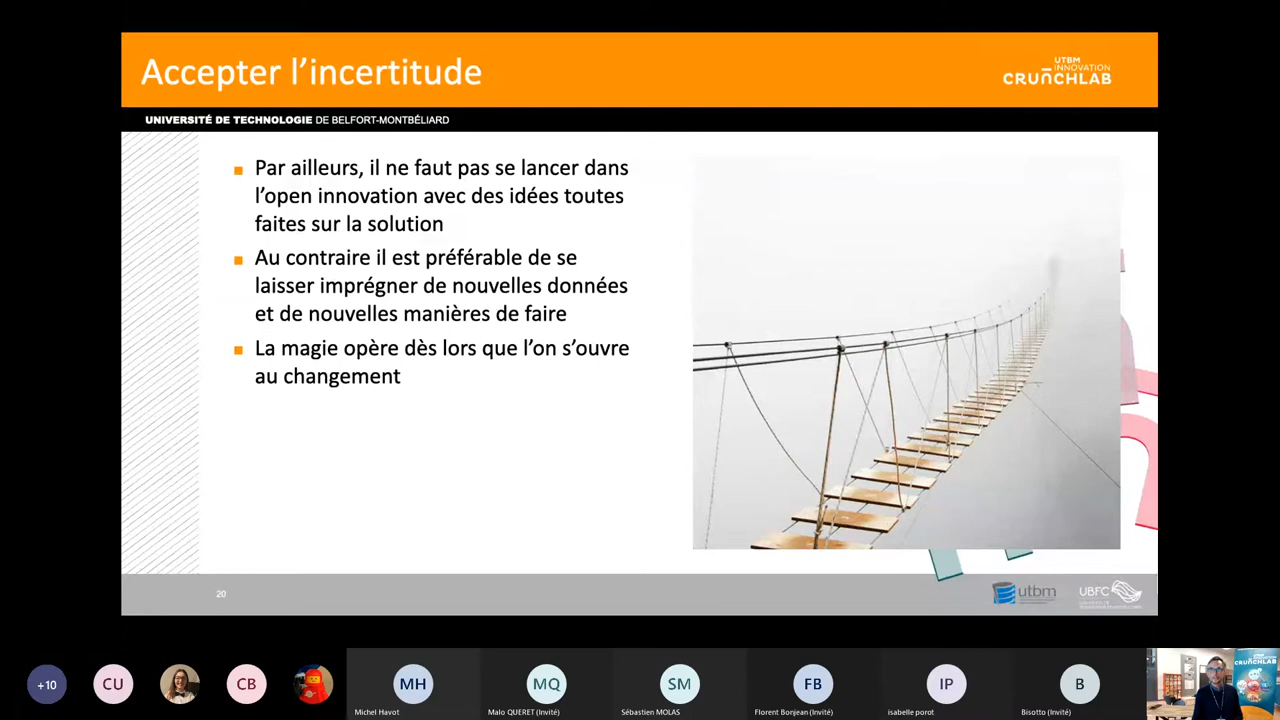 Accepter l'incertitude
UTBM
INNOVATION
CRUNCHLAB
UNIVERSITÉ DE TECHNOLOGIE DE BELFORT-MONTBÉLIARD
Par ailleurs, il ne faut pas se lancer dans
l'open innovation avec des idées toutes
faites sur la solution
Au contraire il est préférable de se
laisser imprégner de nouvelles données
et de nouvelles manières de faire
La magie opère dès lors que l'on s'ouvre
au changement
20
utbm
UBFC
+10
CU
CB
MH
MQ
SM
FB
IP
B
Michel Havot
Malo QUERET (Invité)
Sébastien MOLAS
Florent Bonjean (Invité)
isabelle porot
Bisotto (Invité)
CRUNCHLAB